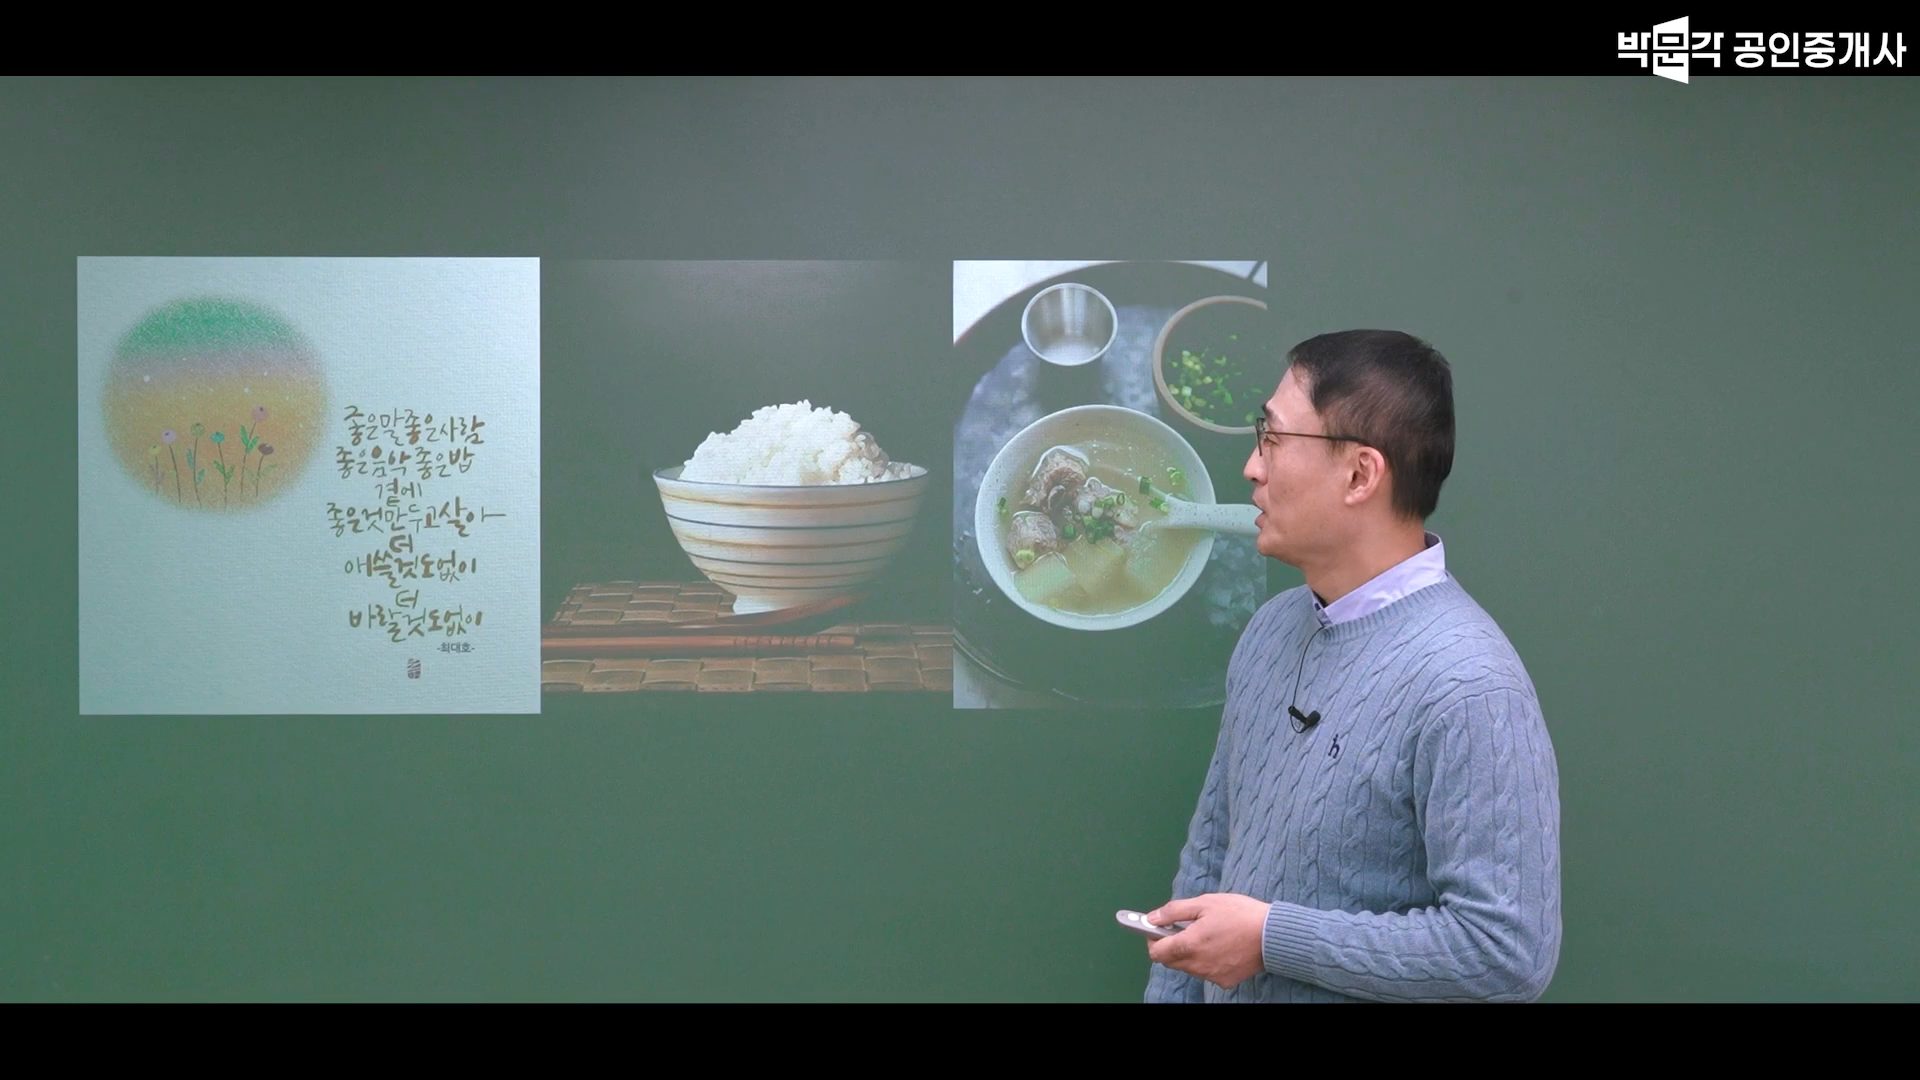 박문각 공인중개사
좋은말 좋은사람
좋은음악 좋은밥
곁에
좋은것만 두고 살아
더
애쓸것도 없이
더
바랄것도 없이
-최대호-